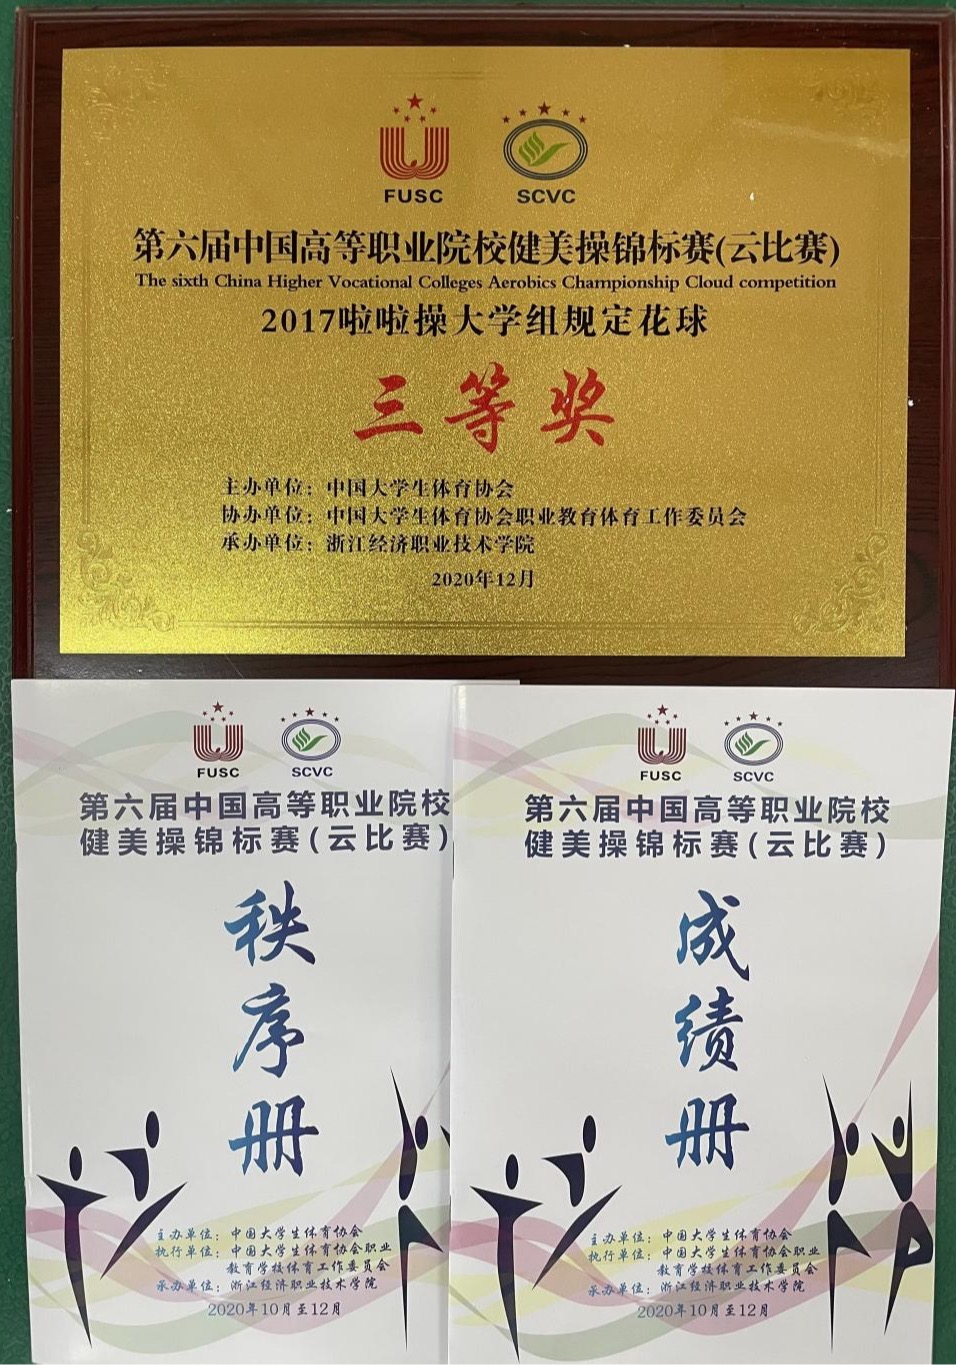 FUSC
SCVC
第六届中国高等职业院校健美操锦标赛(云比赛)
The sixth China Higher Vocational Colleges Aerobics Championship Cloud competition
2017啦啦操大学组规定花球
三等奖
主办单位：中国大学生体育协会
协办单位：中国大学生体育协会职业教育体育工作委员会
承办单位：浙江经济职业技术学院
2020年12月
FUSC
SCVC
第六届中国高等职业院校
健美操锦标赛(云比赛)
秩序册
主办单位：中国大学生体育协会
执行单位：中国大学生体育协会职业
教育学校体育工作委员会
承办单位：浙江经济职业技术学院
2020年10月至12月
FUSC
SCVC
第六届中国高等职业院校
健美操锦标赛(云比赛)
成绩册
主办单位：中国大学生体育协会
执行单位：中国大学生体育协会职业
教育学校体育工作委员会
承办单位：浙江经济职业技术学院
2020年10月至12月